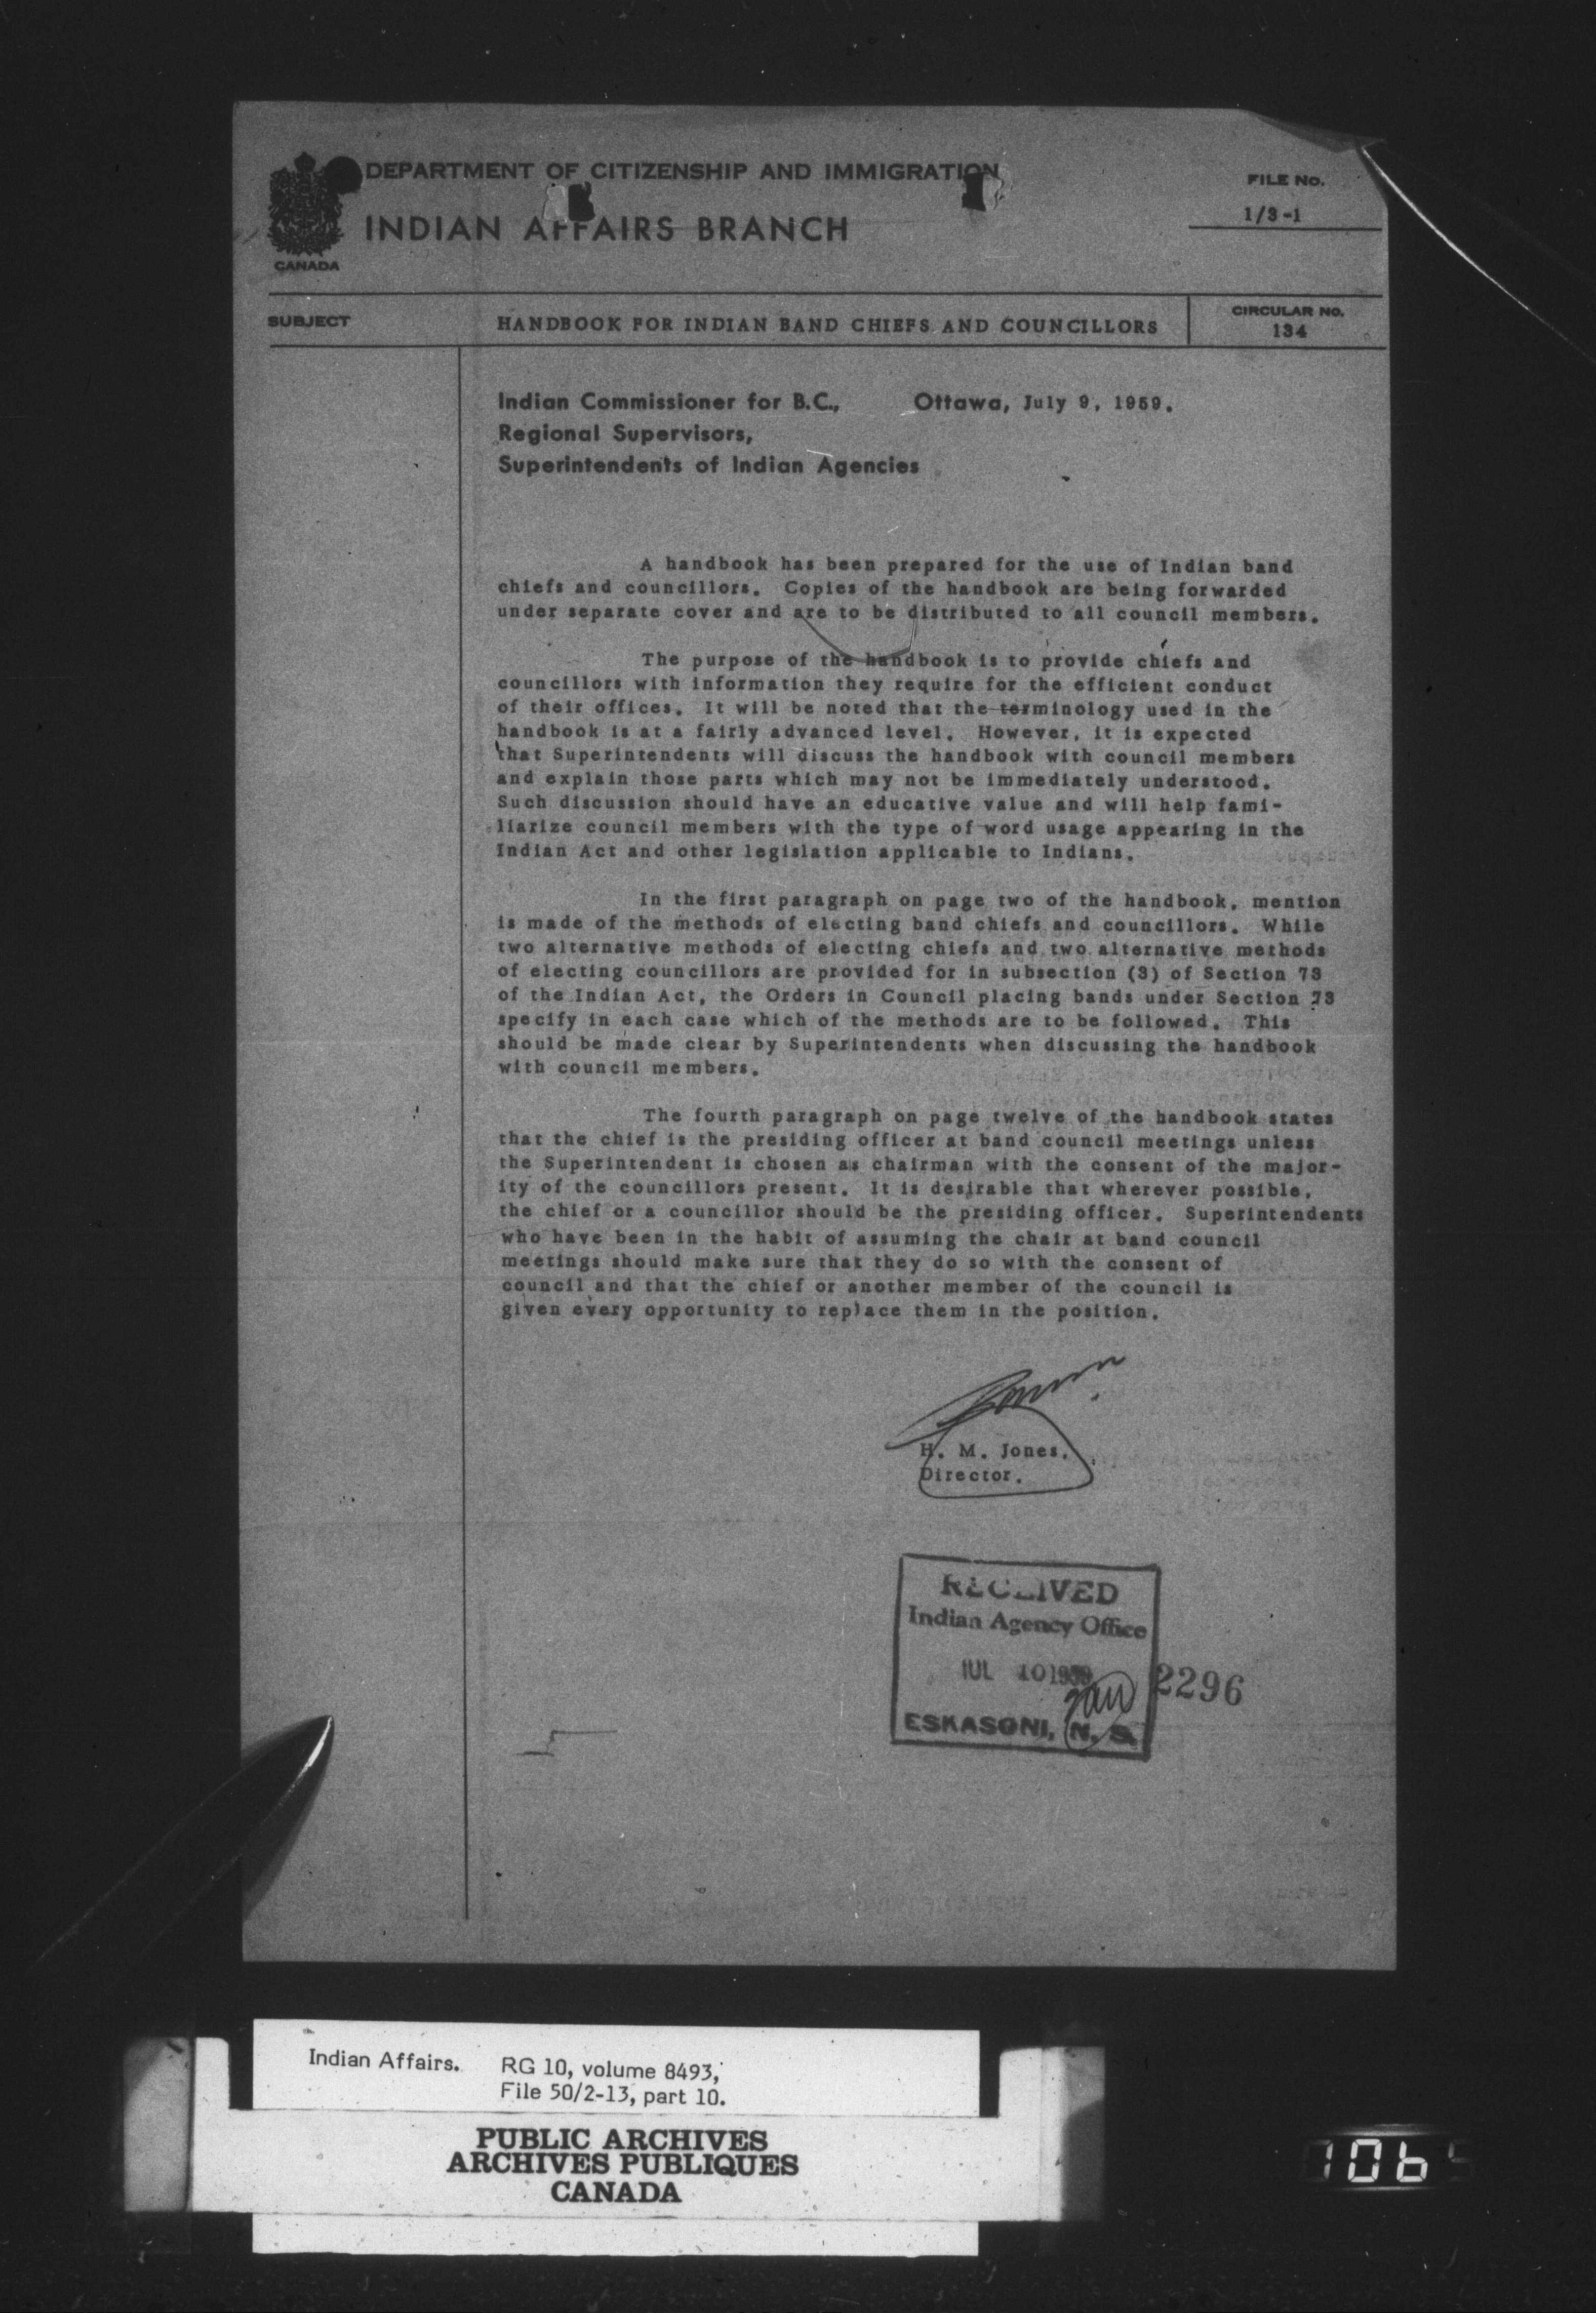 DEPARTMENT OF CITIZENSHIP AND IMMIGRATION
INDIAN AFFAIRS BRANCH
CANADA
FILE No.
1/3-1
SUBJECT
HANDBOOK FOR INDIAN BAND CHIEFS AND COUNCILLORS
CIRCULAR NO.
134
Indian Commissioner for B.C., Ottawa, July 9, 1959.
Regional Supervisors,
Superintendents of Indian Agencies
A handbook has been prepared for the use of Indian band
chiefs and councillors. Copies of the handbook are being forwarded
under separate cover and are to be distributed to all council members.
The purpose of the handbook is to provide chiefs and
councillors with information they require for the efficient conduct
of their offices. It will be noted that the terminology used in the
handbook is at a fairly advanced level. However, it is expected
that Superintendents will discuss the handbook with council members
and explain those parts which may not be immediately understood.
Such discussion should have an educative value and will help fami-
liarize council members with the type of word usage appearing in the
Indian Act and other legislation applicable to Indians.
In the first paragraph on page two of the handbook, mention
is made of the methods of electing band chiefs and councillors. While
two alternative methods of electing chiefs and two alternative methods
of electing councillors are provided for in subsection (3) of Section 73
of the Indian Act, the Orders in Council placing bands under Section 73
specify in each case which of the methods are to be followed. This
should be made clear by Superintendents when discussing the handbook
with council members.
The fourth paragraph on page twelve of the handbook states
that the chief is the presiding officer at band council meetings unless
the Superintendent is chosen as chairman with the consent of the major-
ity of the councillors present. It is desirable that wherever possible,
the chief or a councillor should be the presiding officer. Superintendents
who have been in the habit of assuming the chair at band council
meetings should make sure that they do so with the consent of
council and that the chief or another member of the council is
given every opportunity to replace them in the position.
H. M. Jones,
Director.
RECEIVED
Indian Agency Office
JUL 10 1959
2296
ESKASONI, N. S.
Indian Affairs. RG 10, volume 8493,
File 50/2-13, part 10.
PUBLIC ARCHIVES
ARCHIVES PUBLIQUES
CANADA